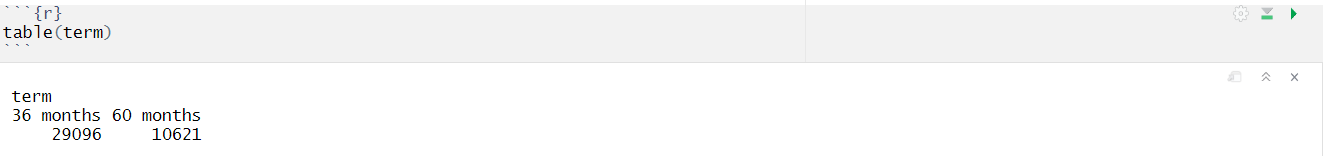 ```{r}
table(term)
```
term
36 months 60 months
29096 10621